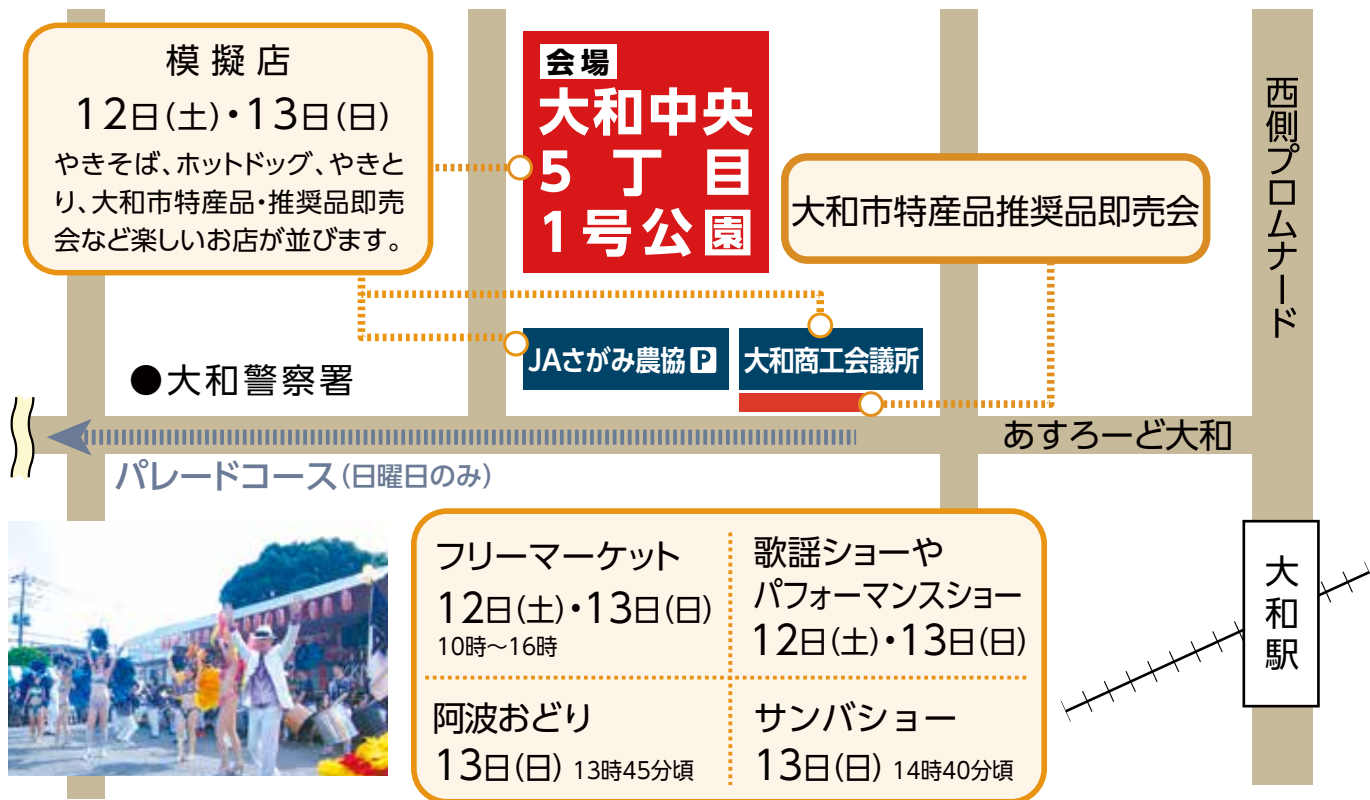 模擬店
12日(土)・13日(日)
やきそば、ホットドッグ、やきと
り、大和市特産品・推奨品即売
会など楽しいお店が並びます。
会場
大和中央
5丁目
1号公園
大和市特産品推奨品即売会
西側プロムナード
JAさがみ農協 P
大和商工会議所
●大和警察署
あすろーど大和
パレードコース(日曜日のみ)
フリーマーケット
12日(土)・13日(日)
10時〜16時
歌謡ショーや
パフォーマンスショー
12日(土)・13日(日)
阿波おどり
13日(日) 13時45分頃
サンバショー
13日(日) 14時40分頃
大和駅